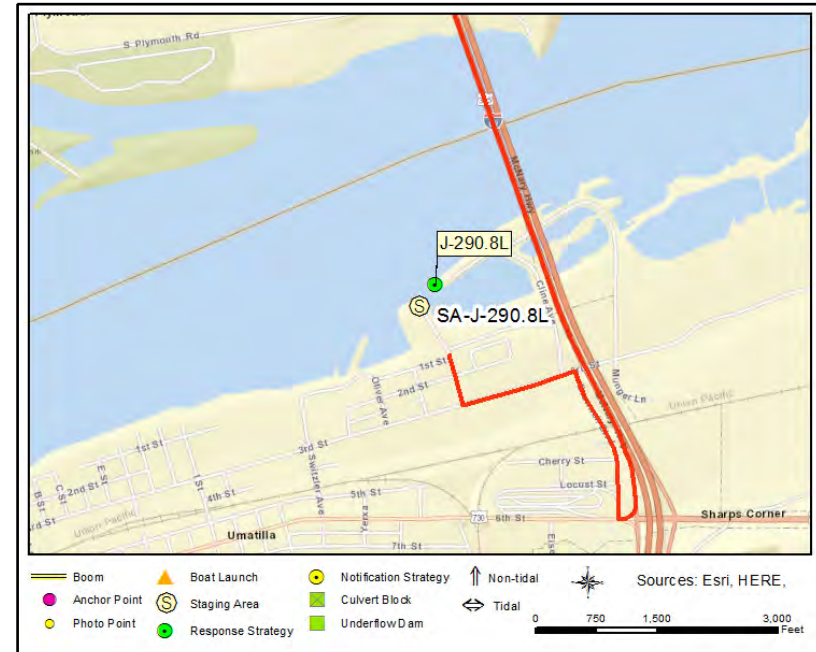 S Plymouth Rd
McNary Hwy
J-290.8L
S
SA-J-290.8L
Cline Ave
1st St
2nd St
3rd St
Munger Ln
Union Pacific
Oliver Ave
1st St
2nd St
3rd St
Switzler Ave
B St
C St
E St
I St
4th St
5th St
Yerxa
Cherry St
Locust St
730
6th St
Sharps Corner
Union Pacific
Umatilla
7th St
Boom
Boat Launch
Notification Strategy
Non-tidal
Sources: Esri, HERE,
Anchor Point
S
Staging Area
Culvert Block
Tidal
Photo Point
Response Strategy
Underflow Dam
0 750 1,500 3,000
Feet